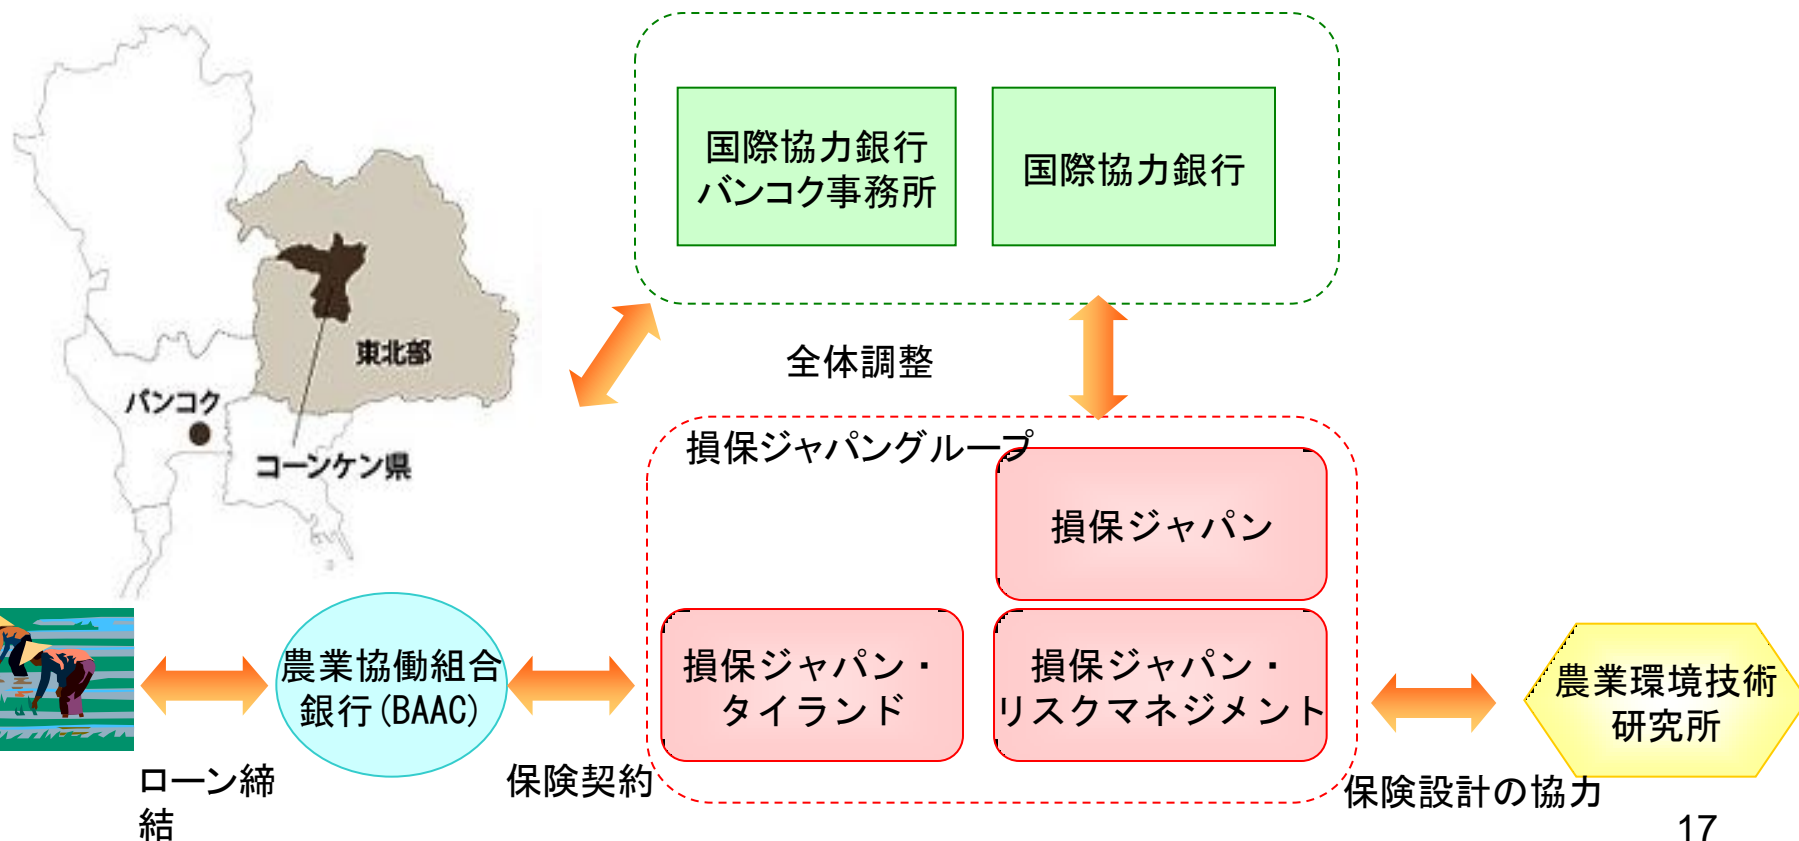 国際協力銀行
バンコク事務所
国際協力銀行
東北部
バンコク
コーンケン県
全体調整
損保ジャパングループ
損保ジャパン
農業協働組合
銀行(BAAC)
損保ジャパン・
タイランド
損保ジャパン・
リスクマネジメント
農業環境技術
研究所
ローン締
結
保険契約
保険設計の協力
17